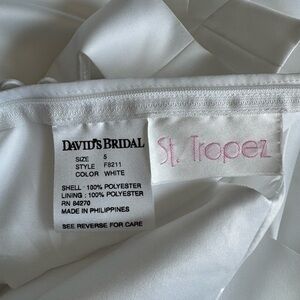 DAVID'S BRIDAL
SIZE 5
STYLE F8211
COLOR WHITE
SHELL : 100% POLYESTER
LINING : 100% POLYESTER
RN 84270
MADE IN PHILIPPINES
SEE REVERSE FOR CARE
St. Tropez